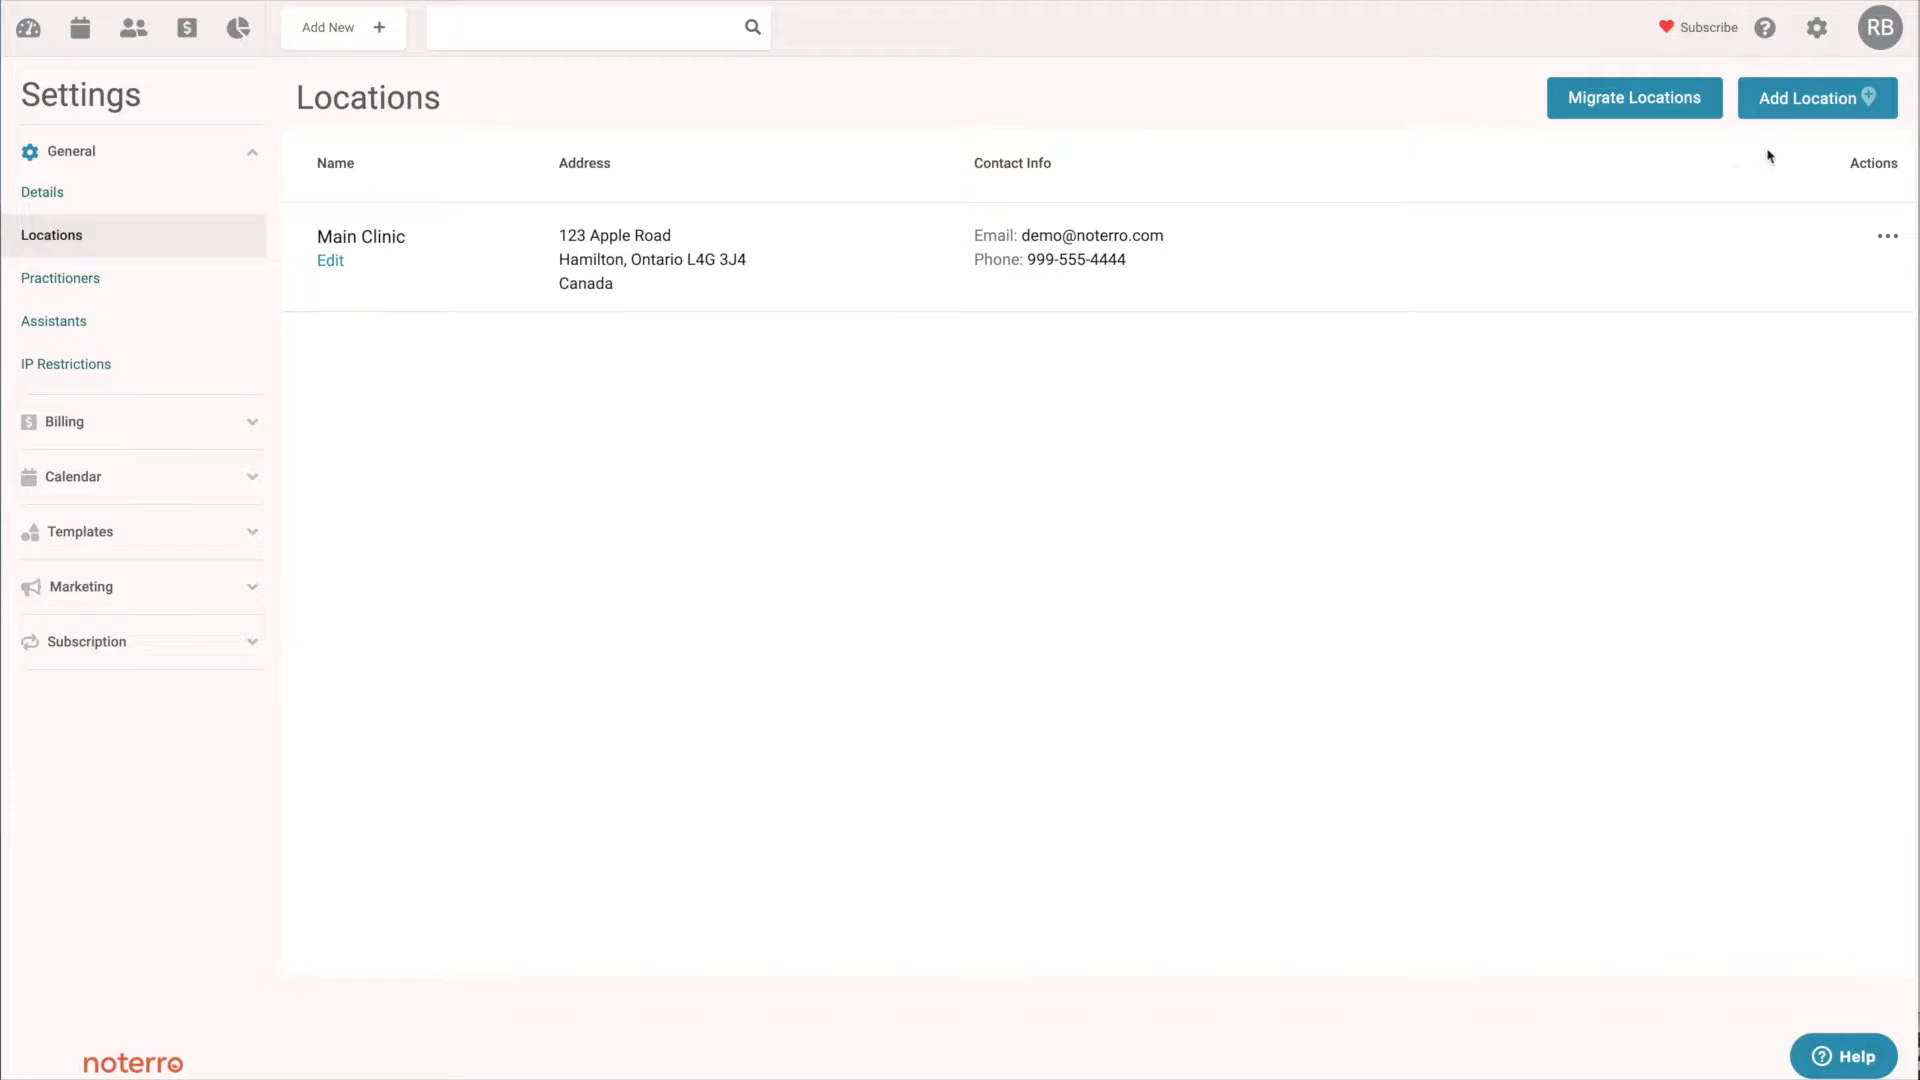 Add New +
Subscribe
RB
Settings
General
Details
Locations
Practitioners
Assistants
IP Restrictions
Billing
Calendar
Templates
Marketing
Subscription
Locations
Migrate Locations
Add Location
Name
Address
Contact Info
Actions
Main Clinic
Edit
123 Apple Road
Hamilton, Ontario L4G 3J4
Canada
Email: demo@noterro.com
Phone: 999-555-4444
noterro
Help